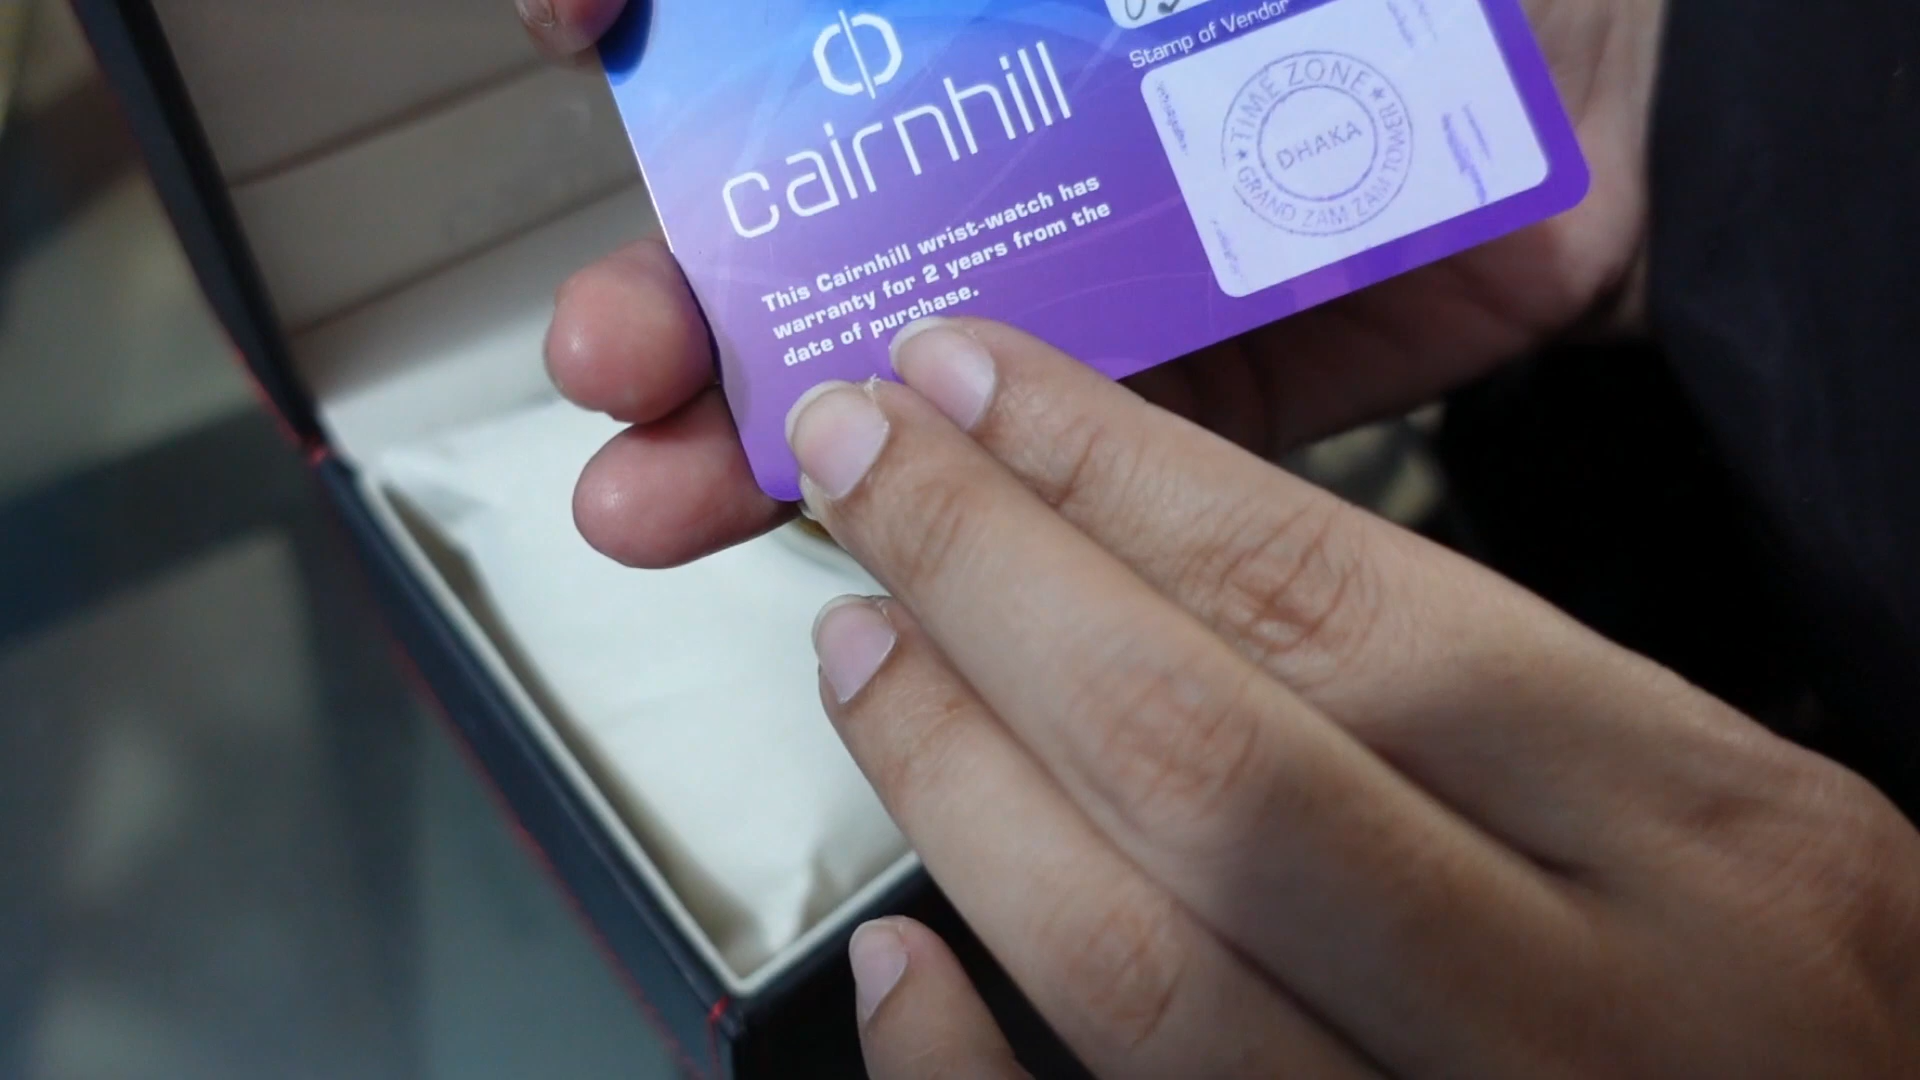 cairnhill
This Cairnhill wrist-watch has
warranty for 2 years from the
date of purchase.
Stamp of Vendor
★ TIME ZONE ★
DHAKA
GRAND ZAM ZAM TOWER